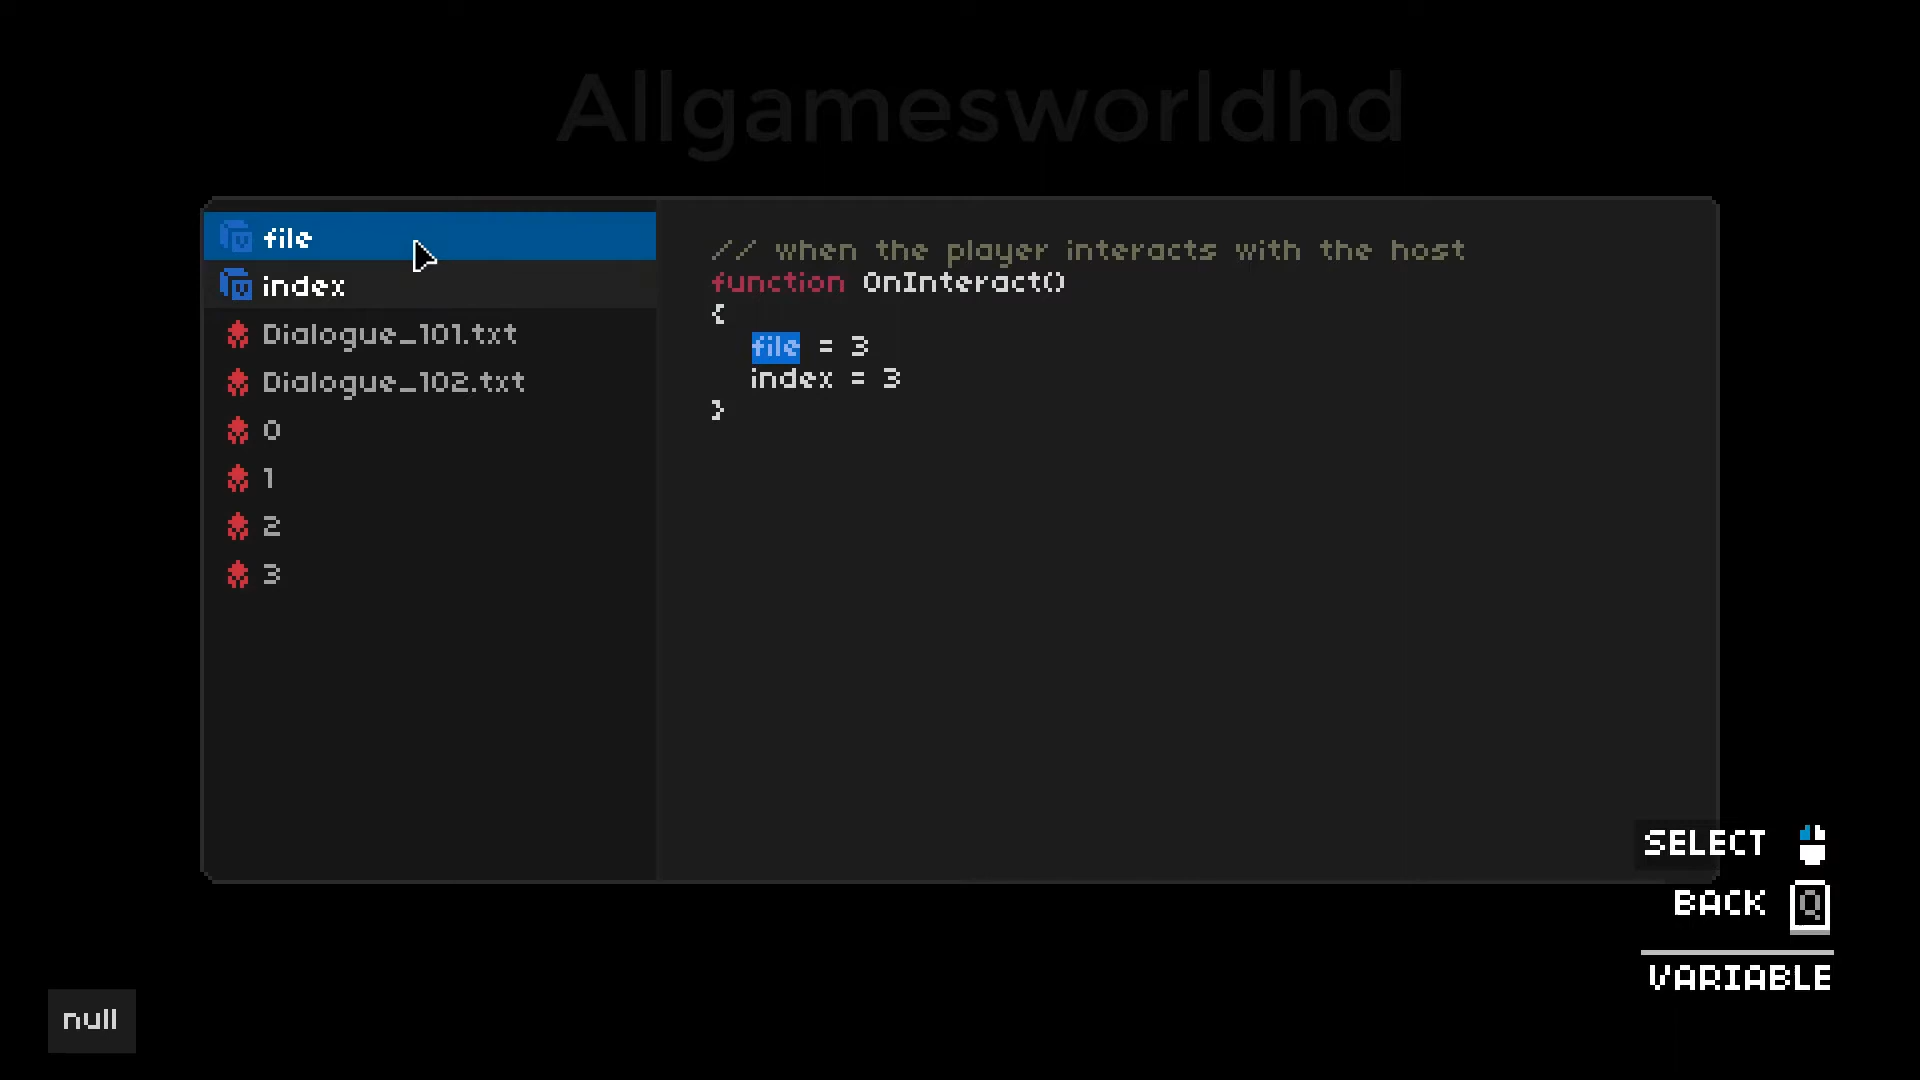 Allgamesworldhd
file
index
Dialogue_101.txt
Dialogue_102.txt
0
1
2
3
// when the player interacts with the host
function OnInteract()
{
file = 3
index = 3
}
SELECT
BACK Q
VARIABLE
null